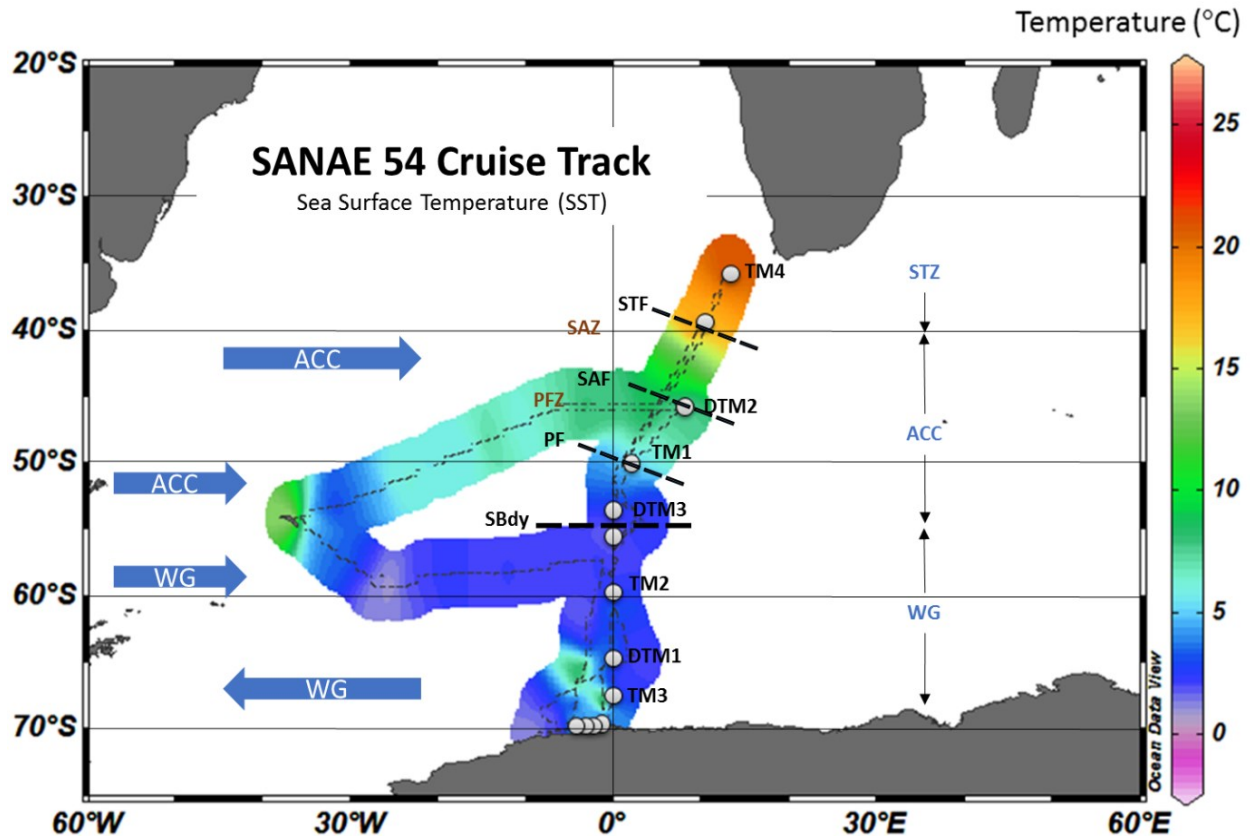 Temperature (°C)
20°S
30°S
40°S
50°S
60°S
70°S
SANAE 54 Cruise Track
Sea Surface Temperature (SST)
TM4
STZ
STF
SAZ
ACC
SAF
PFZ
DTM2
ACC
PF
TM1
ACC
DTM3
SBdy
WG
TM2
WG
DTM1
WG
TM3
60°W
30°W
0°
30°E
60°E
25
20
15
10
5
0
Ocean Data View